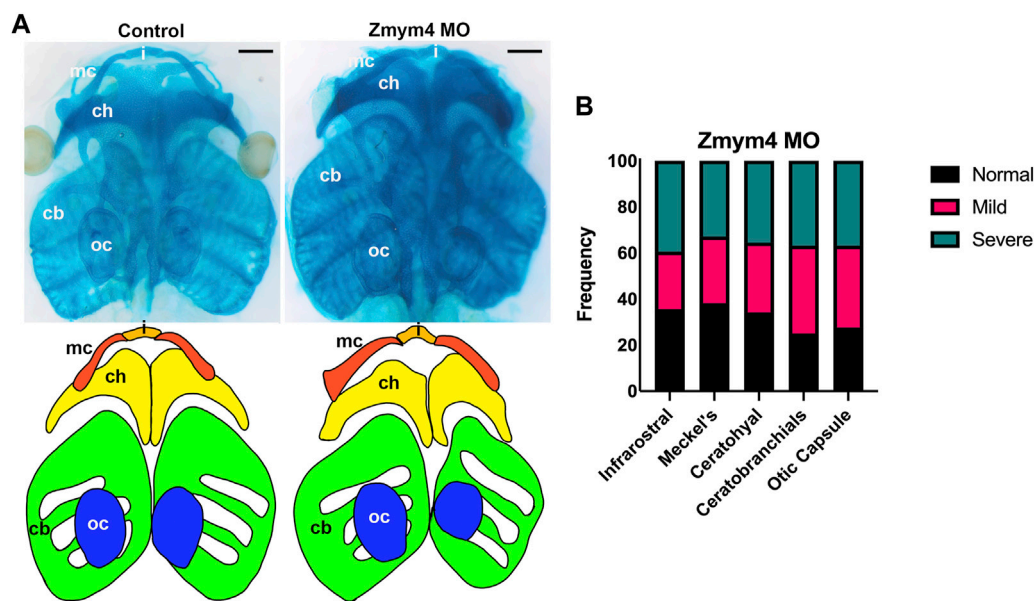 A
Control
Zmym4 MO
i
mc
ch
cb
oc
i
mc
ch
cb
oc
i
mc
ch
cb
oc
i
mc
ch
cb
oc
B
Zmym4 MO
Frequency
100
80
60
40
20
0
Infrarostral
Meckel's
Ceratohyal
Ceratobranchials
Otic Capsule
Normal
Mild
Severe